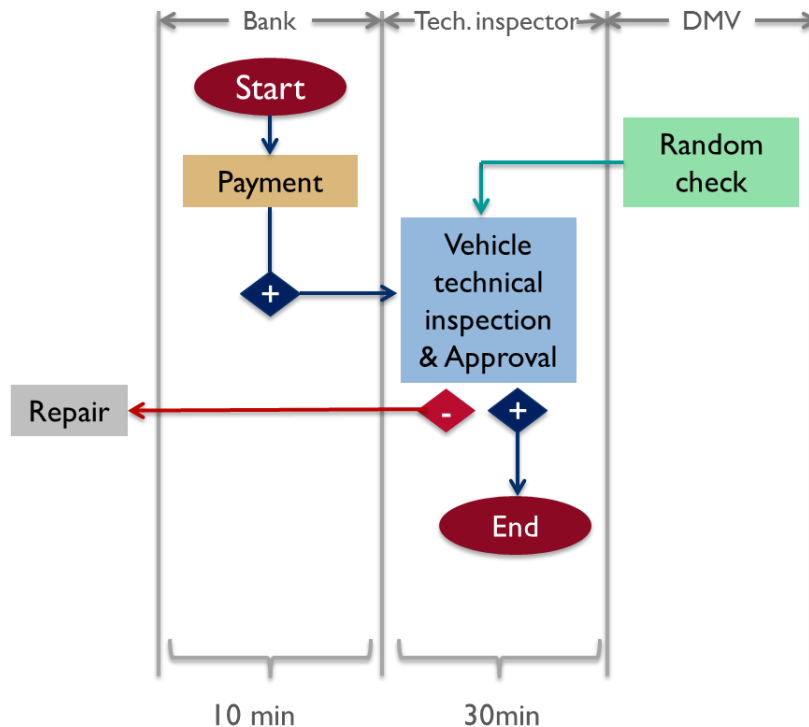 Bank
Tech. inspector
DMV
Start
Random
check
Payment
Vehicle
technical
inspection
& Approval
+
Repair
-
+
End
10 min
30min